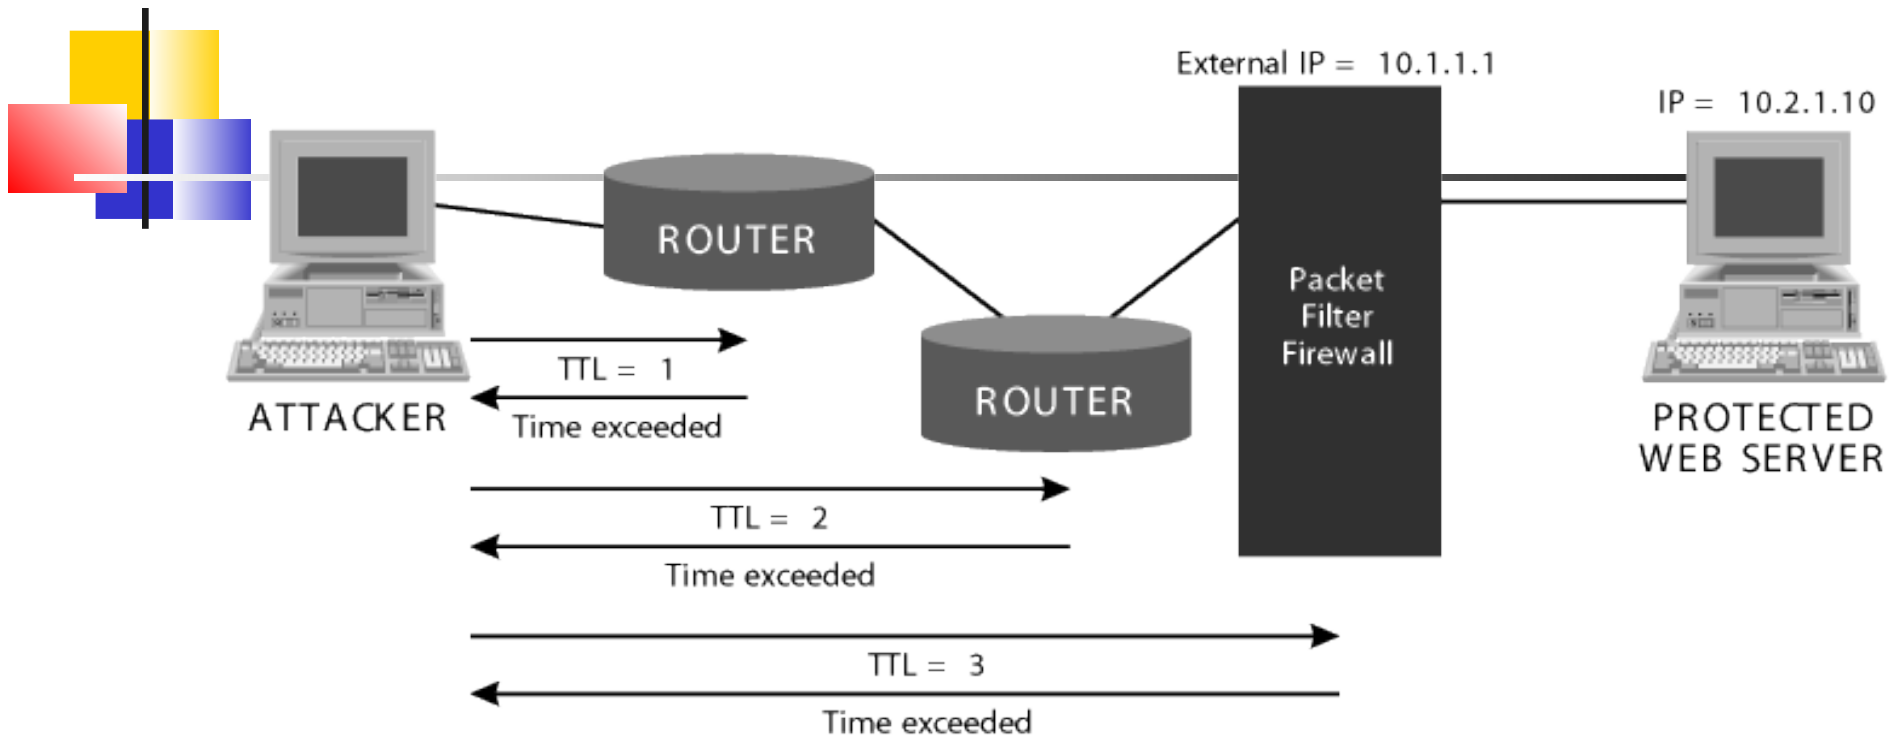 External IP = 10.1.1.1
IP = 10.2.1.10
ROUTER
Packet
Filter
Firewall
TTL = 1
ROUTER
ATTACKER
Time exceeded
PROTECTED
WEB SERVER
TTL = 2
Time exceeded
TTL = 3
Time exceeded